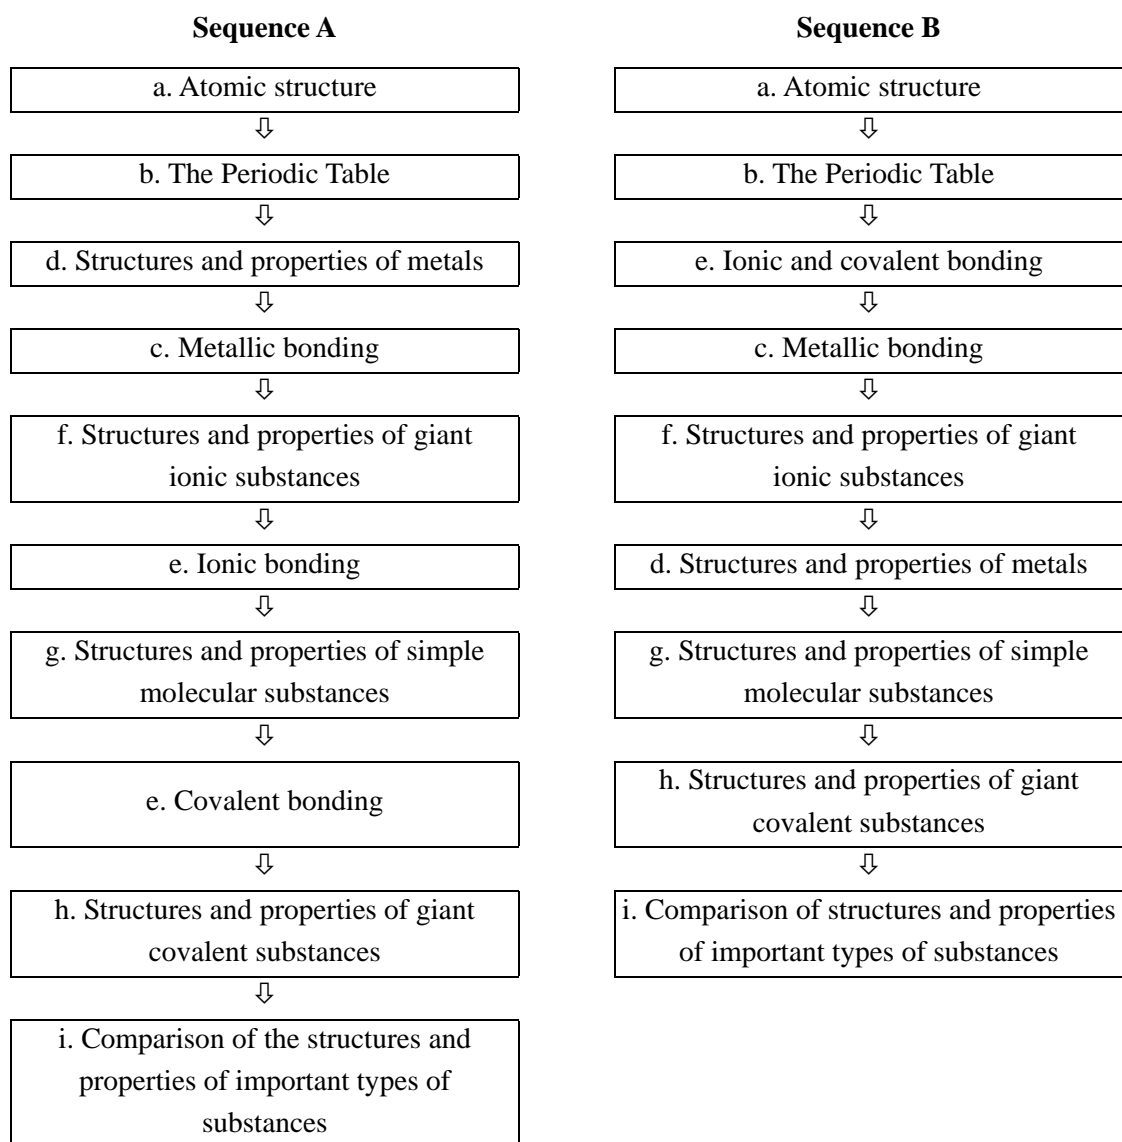 Sequence A
a. Atomic structure
⇩
b. The Periodic Table
⇩
d. Structures and properties of metals
⇩
c. Metallic bonding
⇩
f. Structures and properties of giant
ionic substances
⇩
e. Ionic bonding
⇩
g. Structures and properties of simple
molecular substances
⇩
e. Covalent bonding
⇩
h. Structures and properties of giant
covalent substances
⇩
i. Comparison of the structures and
properties of important types of
substances
Sequence B
a. Atomic structure
⇩
b. The Periodic Table
⇩
e. Ionic and covalent bonding
⇩
c. Metallic bonding
⇩
f. Structures and properties of giant
ionic substances
⇩
d. Structures and properties of metals
⇩
g. Structures and properties of simple
molecular substances
⇩
h. Structures and properties of giant
covalent substances
⇩
i. Comparison of structures and properties
of important types of substances